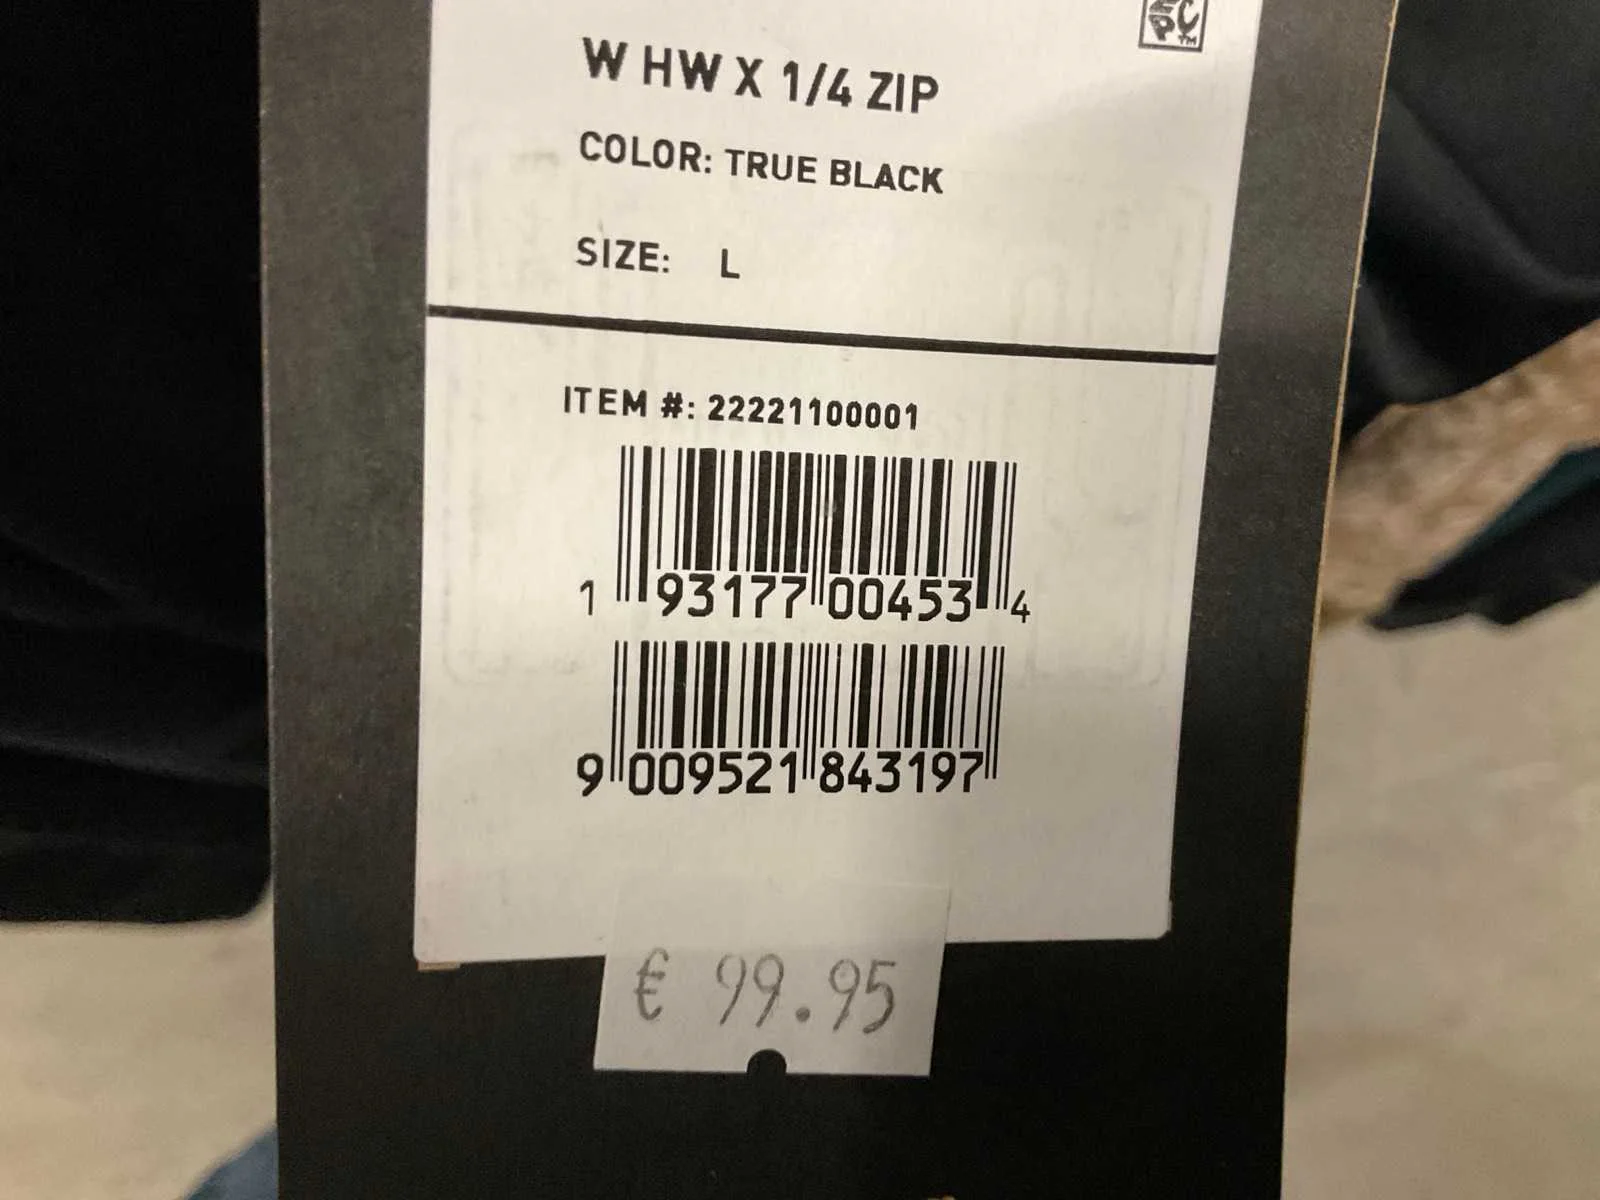 W HW X 1/4 ZIP
COLOR: TRUE BLACK
SIZE: L
ITEM #: 22221100001
1 93177 00453 4
9 009521 843197
€ 99.95